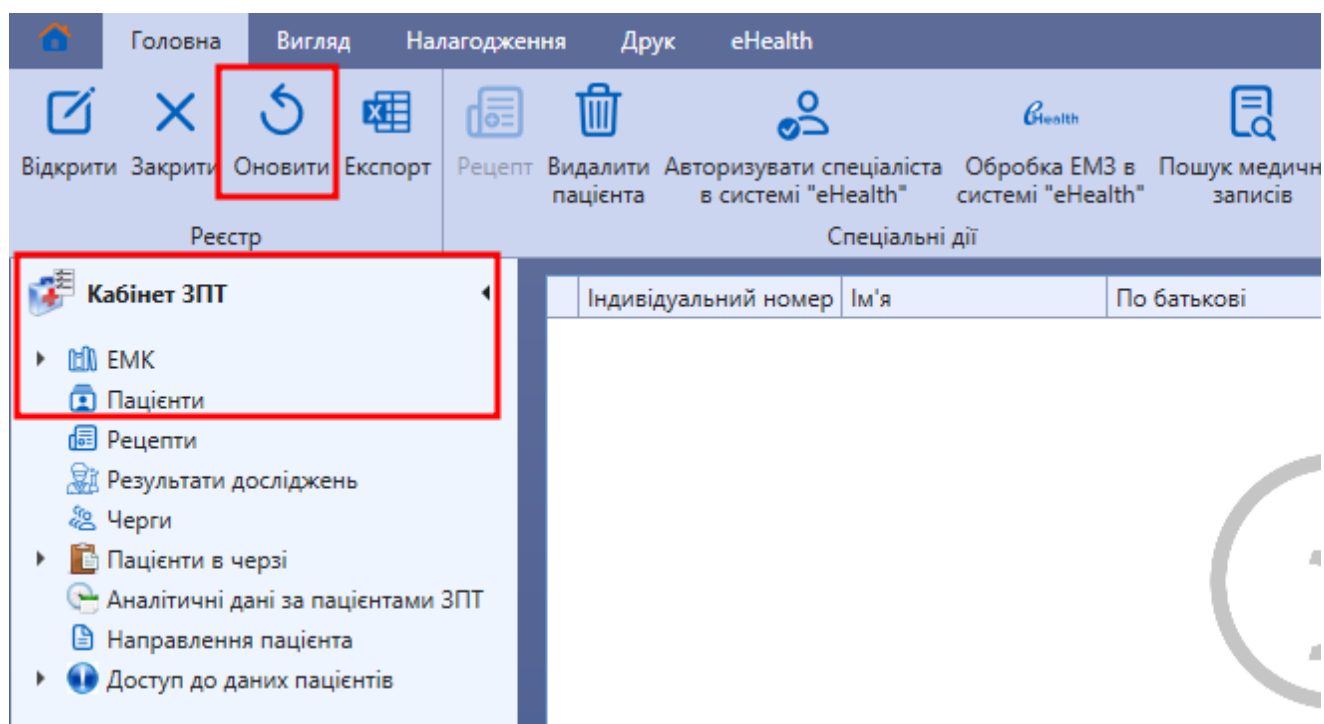 Головна Вигляд Налагодження Друк eHealth
Відкрити Закрити Оновити Експорт Рецепт Видалити Авторизувати спеціаліста Обробка ЕМЗ в Пошук медичн
пацієнта в системі "eHealth" системі "eHealth" записів
eHealth
Реєстр Спеціальні дії
Кабінет ЗПТ
Індивідуальний номер Ім'я По батькові
ЕМК
Пацієнти
Рецепти
Результати досліджень
Черги
Пацієнти в черзі
Аналітичні дані за пацієнтами ЗПТ
Направлення пацієнта
Доступ до даних пацієнтів